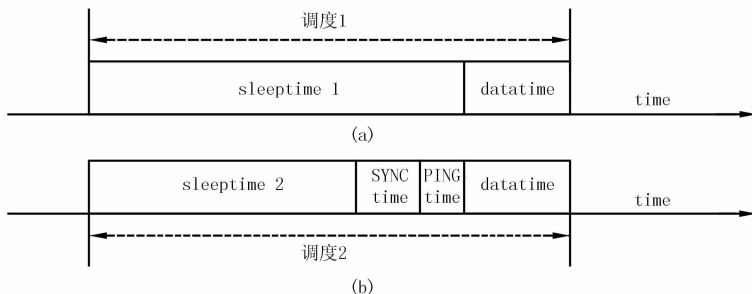 调度1
sleeptime 1
datatime
time
(a)
sleeptime 2
SYNC
time
PING
time
datatime
time
调度2
(b)